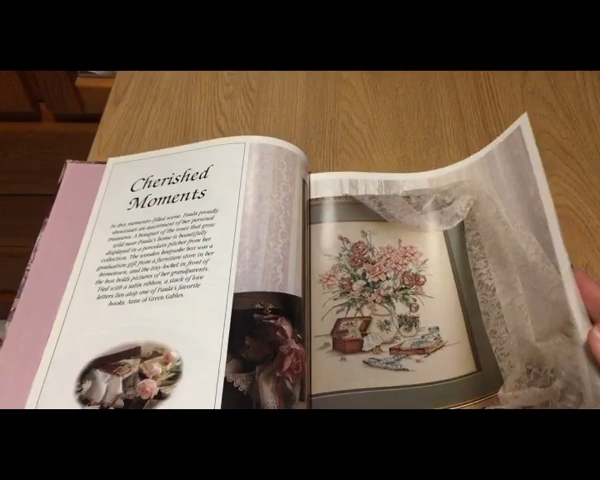 Cherished
Moments
In this memento-filled scene, Paula proudly
showcases an assortment of her personal
treasures. A bouquet of the roses that grow
wild near Paula's home is beautifully
displayed in a porcelain pitcher from her
collection. The wooden keepsake box was a
graduation gift from a furniture store in her
hometown, and the tiny locket in front of
the box holds pictures of her grandparents.
Tied with a satin ribbon, a stack of love
letters lies atop one of Paula's favorite
books, Anne of Green Gables.